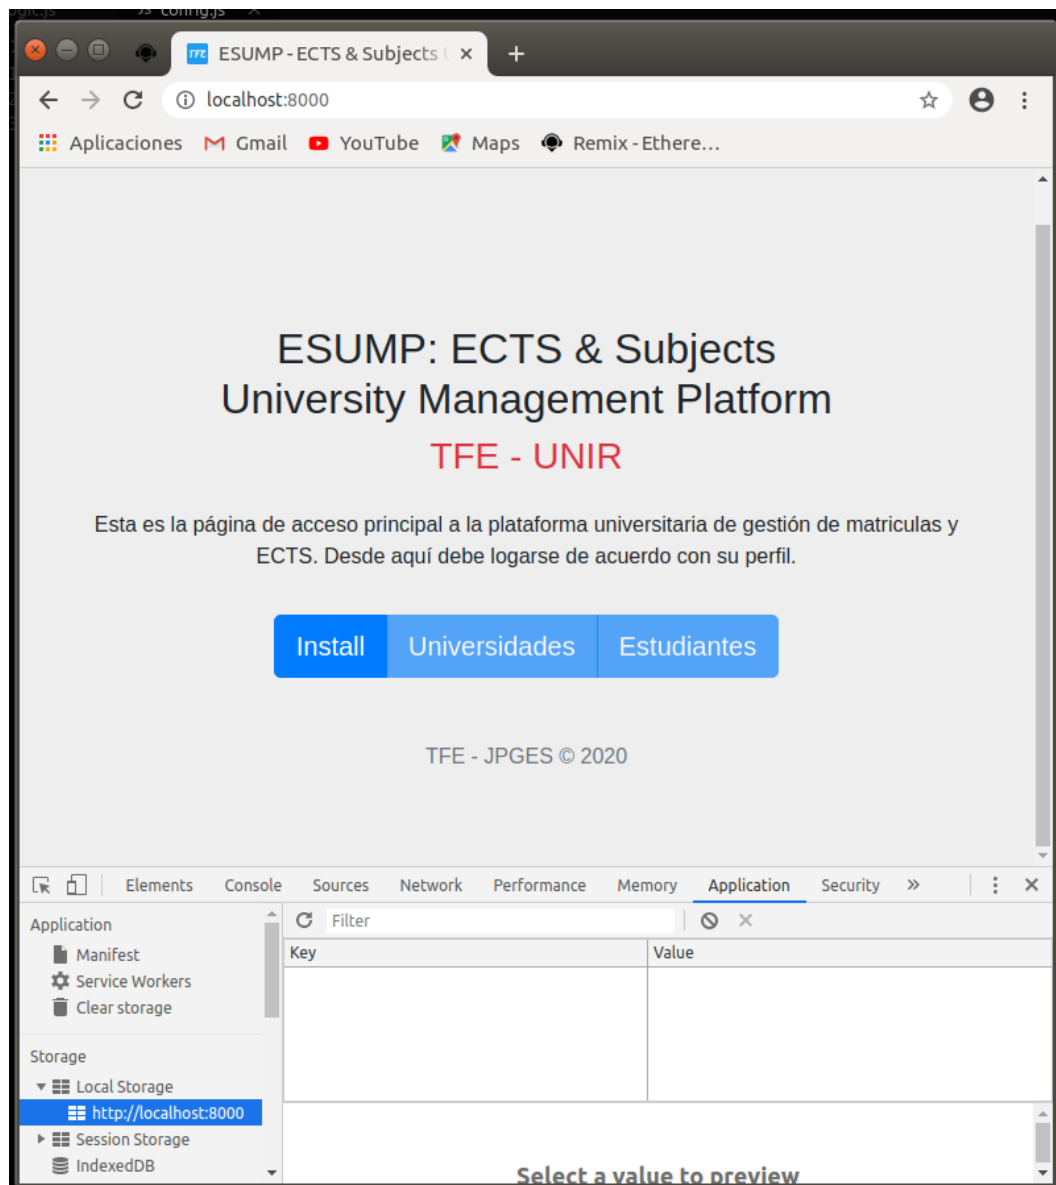 config.js
TFE ESUMP - ECTS & Subjects
localhost:8000
Aplicaciones Gmail YouTube Maps Remix - Ethere...
ESUMP: ECTS & Subjects
University Management Platform
TFE - UNIR
Esta es la página de acceso principal a la plataforma universitaria de gestión de matriculas y
ECTS. Desde aquí debe logarse de acuerdo con su perfil.
Install Universidades Estudiantes
TFE - JPGES © 2020
Elements Console Sources Network Performance Memory Application Security »
Application
Filter
Manifest
Service Workers
Clear storage
Key Value
Storage
Local Storage
http://localhost:8000
Session Storage
IndexedDB
Select a value to preview